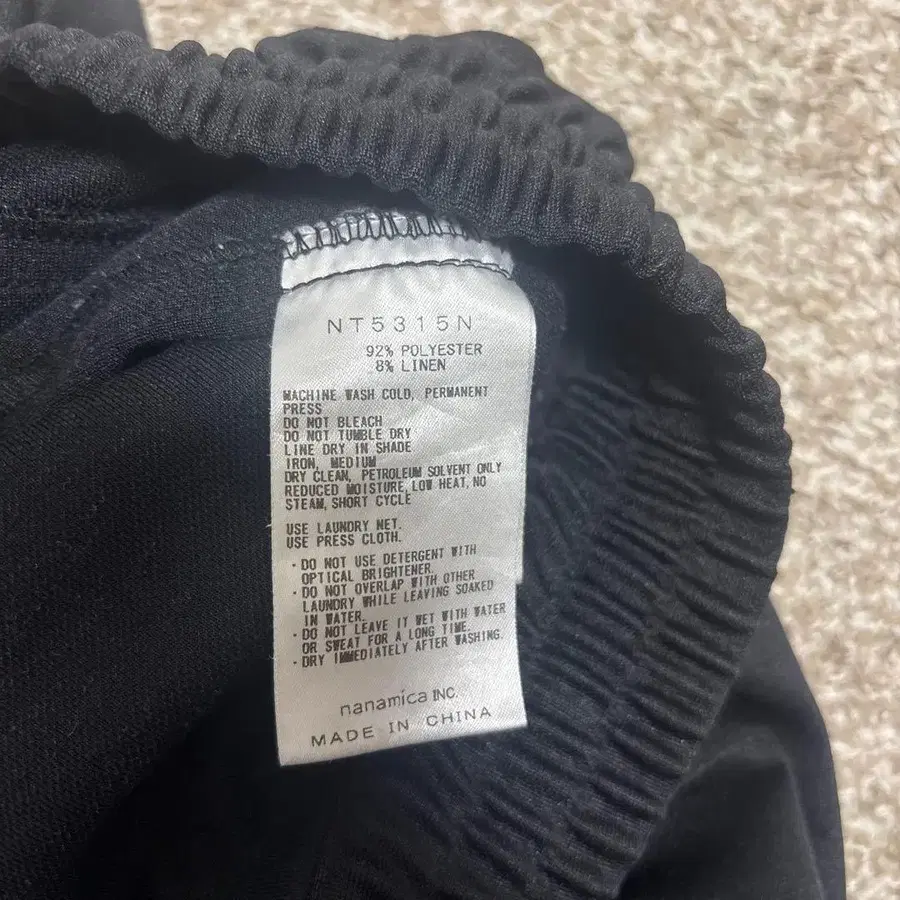 NT5315N
92% POLYESTER
8% LINEN
MACHINE WASH COLD, PERMANENT
PRESS
DO NOT BLEACH
DO NOT TUMBLE DRY
LINE DRY IN SHADE
IRON, MEDIUM
DRY CLEAN, PETROLEUM SOLVENT ONLY
REDUCED MOISTURE, LOW HEAT, NO
STEAM, SHORT CYCLE
USE LAUNDRY NET.
USE PRESS CLOTH.
・DO NOT USE DETERGENT WITH
OPTICAL BRIGHTENER.
・DO NOT OVERLAP WITH OTHER
LAUNDRY WHILE LEAVING SOAKED
IN WATER.
・DO NOT LEAVE IT WET WITH WATER
OR SWEAT FOR A LONG TIME.
・DRY IMMEDIATELY AFTER WASHING.
nanamica INC.
MADE IN CHINA